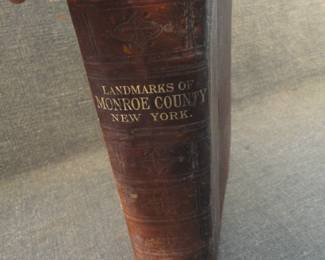 LANDMARKS OF
MONROE COUNTY
NEW YORK.